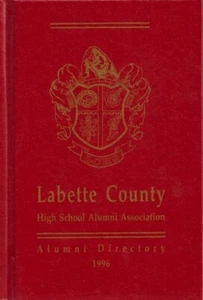 Labette County
High School Alumni Association
Alumni Directory
1996